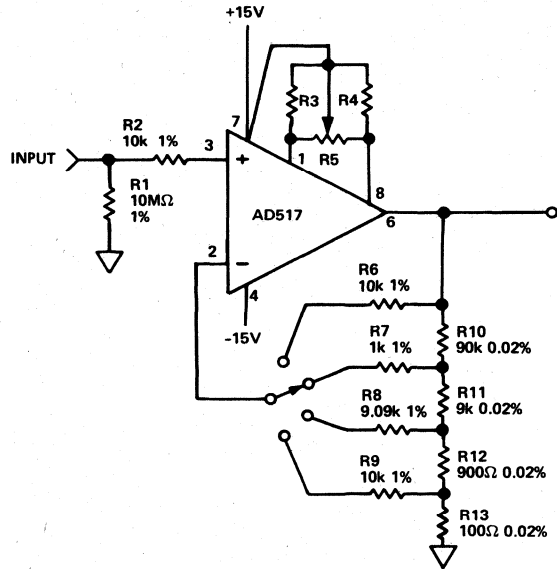 +15V
R3
R4
7
R2
10k 1%
3
INPUT
+
1
R5
R1
10MΩ
1%
8
AD517
6
2
−
4
-15V
R6
10k 1%
R10
90k 0.02%
R7
1k 1%
R11
9k 0.02%
R8
9.09k 1%
R12
900Ω 0.02%
R9
10k 1%
R13
100Ω 0.02%